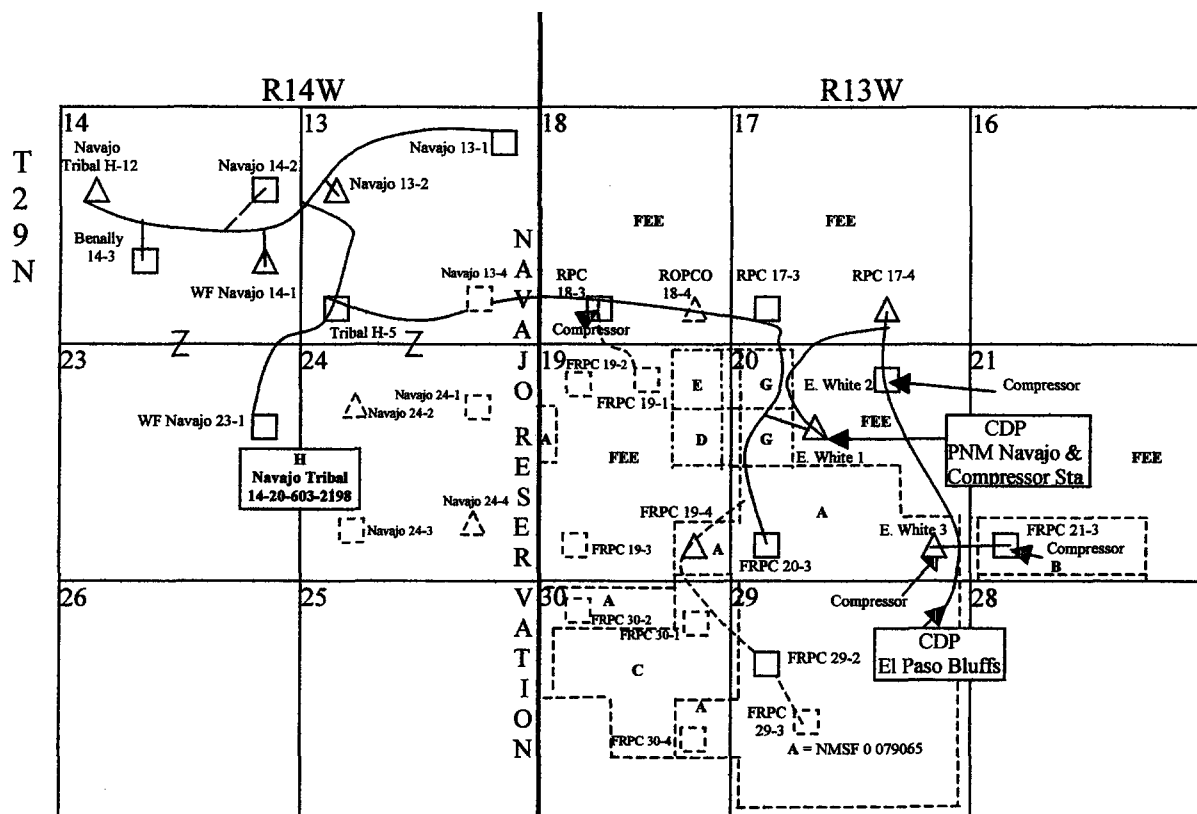 R14W
R13W
T29N
14
13
18
17
16
Navajo
Tribal H-12
Navajo 14-2
Navajo 13-1
Navajo 13-2
FEE
FEE
Benally
14-3
WF Navajo 14-1
Navajo 13-4
RPC
18-3
ROPCO
18-4
RPC 17-3
RPC 17-4
Tribal H-5
Compressor
Z
Z
NAVAJO RESERVATION
23
24
19
20
21
FRPC 19-2
FRPC 19-1
E
G
E. White 2
Compressor
Navajo 24-1
Navajo 24-2
WF Navajo 23-1
A
FEE
D
G
E. White 1
FEE
CDP
PNM Navajo &
Compressor Sta
FEE
H
Navajo Tribal
14-20-603-2198
Navajo 24-4
Navajo 24-3
FRPC 19-4
FRPC 19-3
A
FRPC 20-3
A
E. White 3
FRPC 21-3
Compressor
B
26
25
30
29
28
A
FRPC 30-2
FRPC 30-1
Compressor
CDP
El Paso Bluffs
C
FRPC 29-2
A
FRPC
29-3
FRPC 30-4
A = NMSF 0 079065